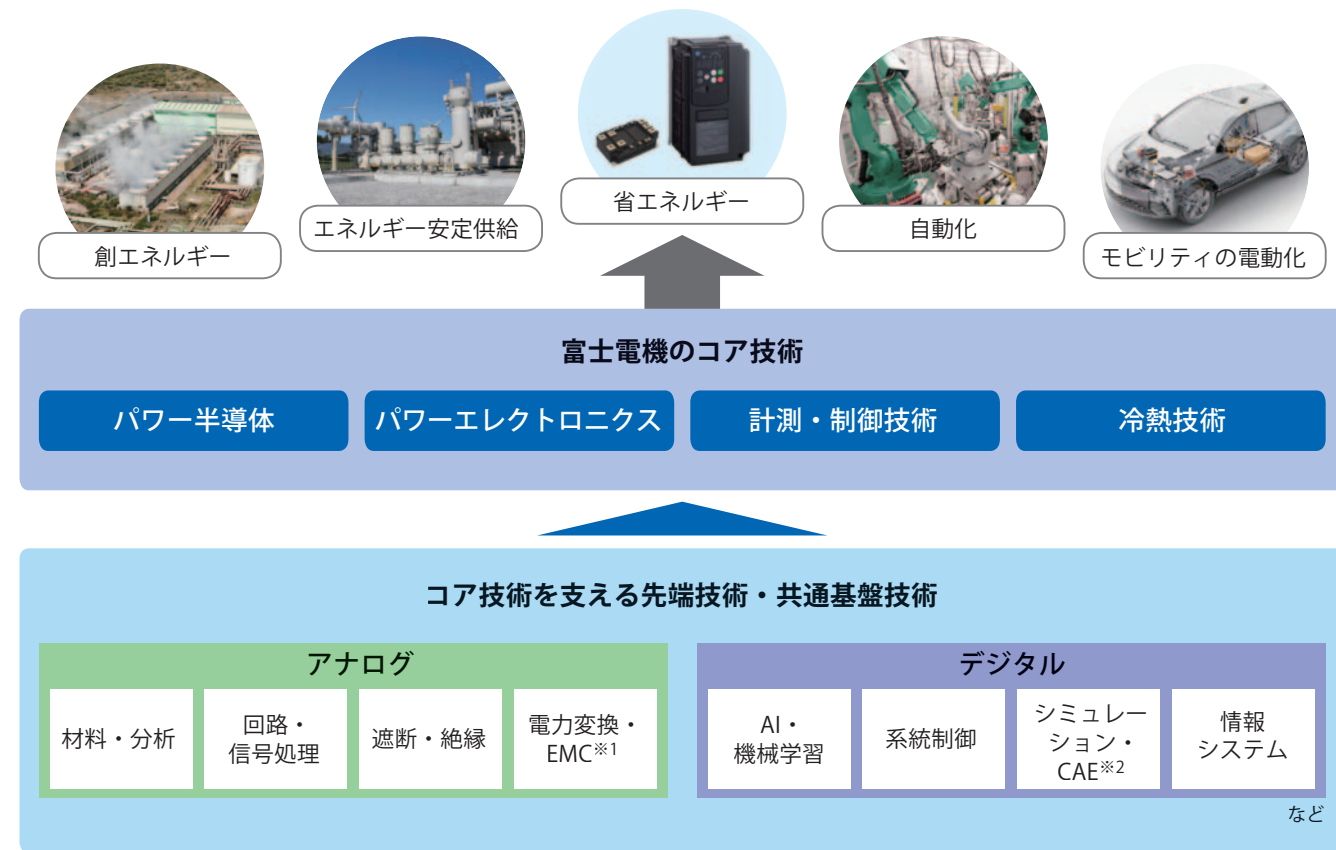 創エネルギー
エネルギー安定供給
省エネルギー
自動化
モビリティの電動化
富士電機のコア技術
パワー半導体
パワーエレクトロニクス
計測・制御技術
冷熱技術
コア技術を支える先端技術・共通基盤技術
アナログ
材料・分析
回路・
信号処理
遮断・絶縁
電力変換・
EMC※1
デジタル
AI・
機械学習
系統制御
シミュレー
ション・
CAE※2
情報
システム
など